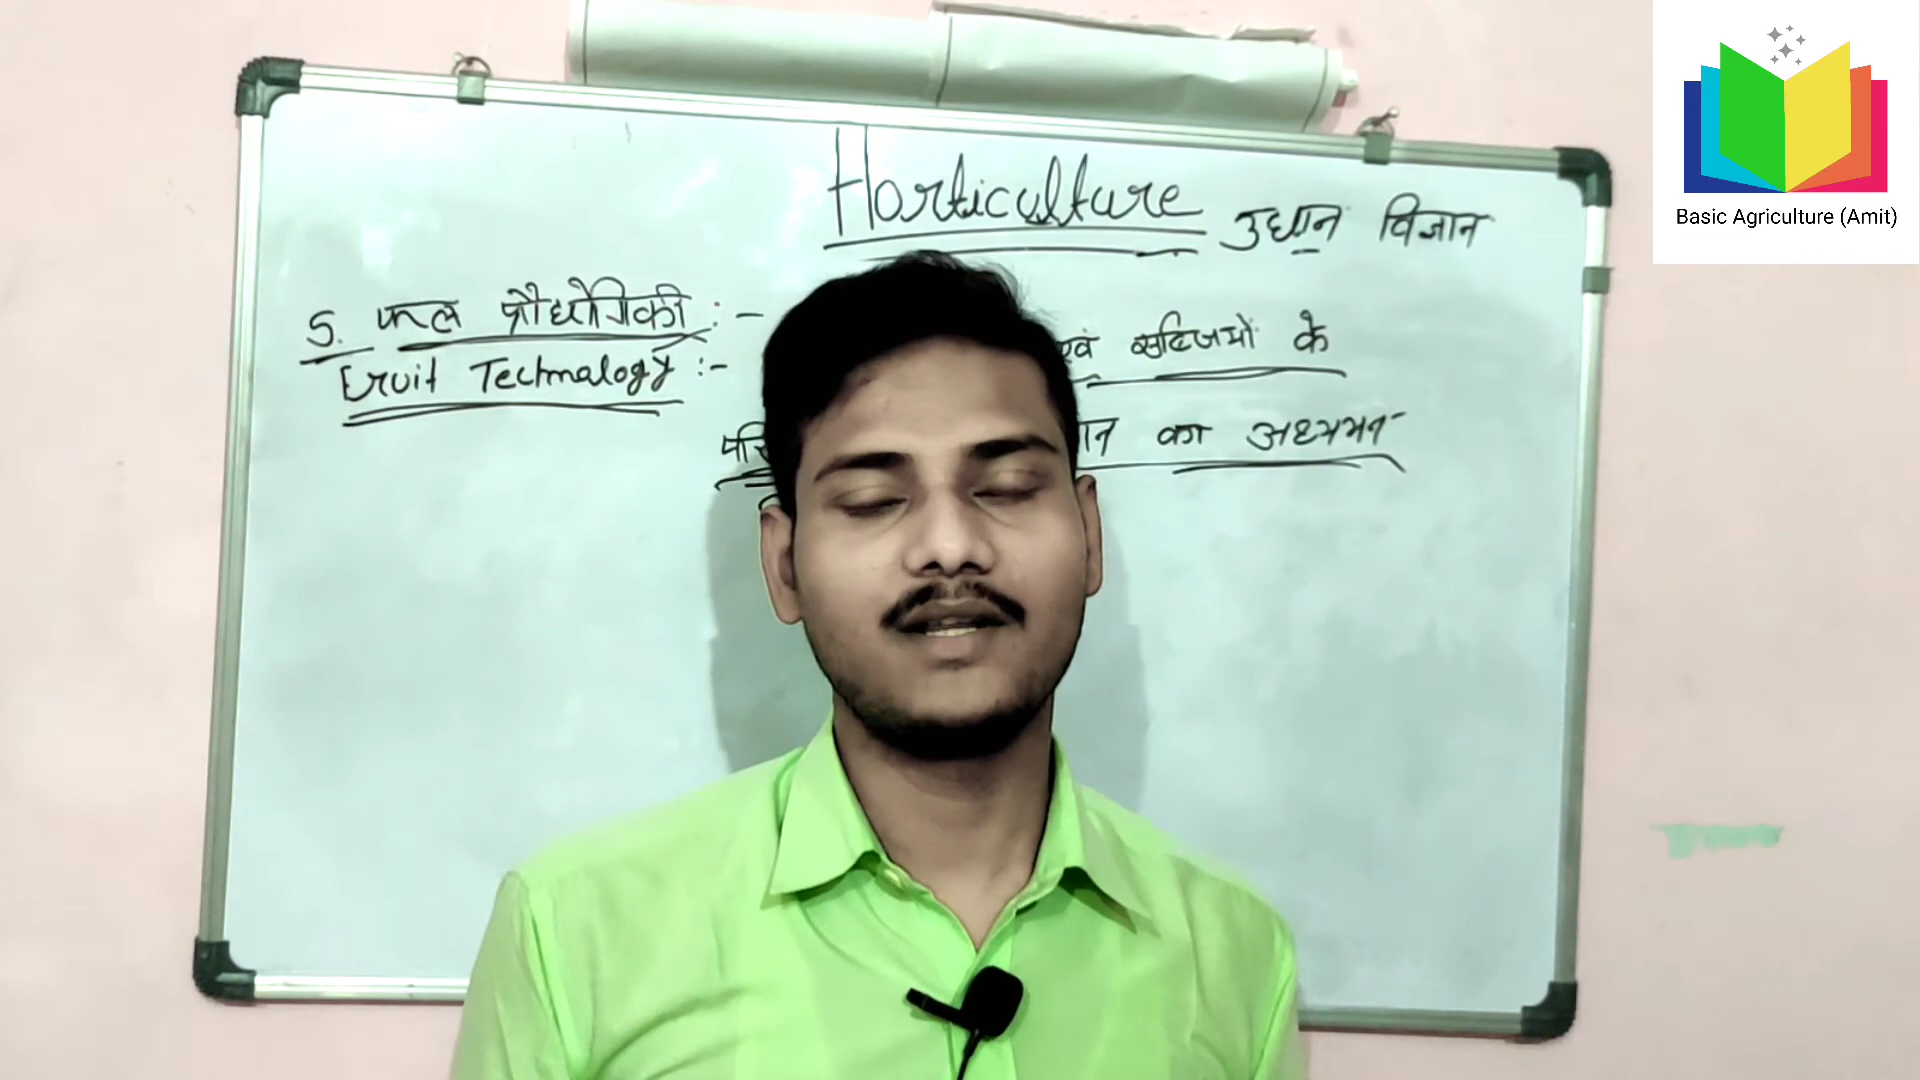 Horticulture उद्यान विज्ञान
5. फल प्रौद्योगिकी :-
एवं सब्जियों के
Fruit Technology :-
का अध्ययन
Basic Agriculture (Amit)